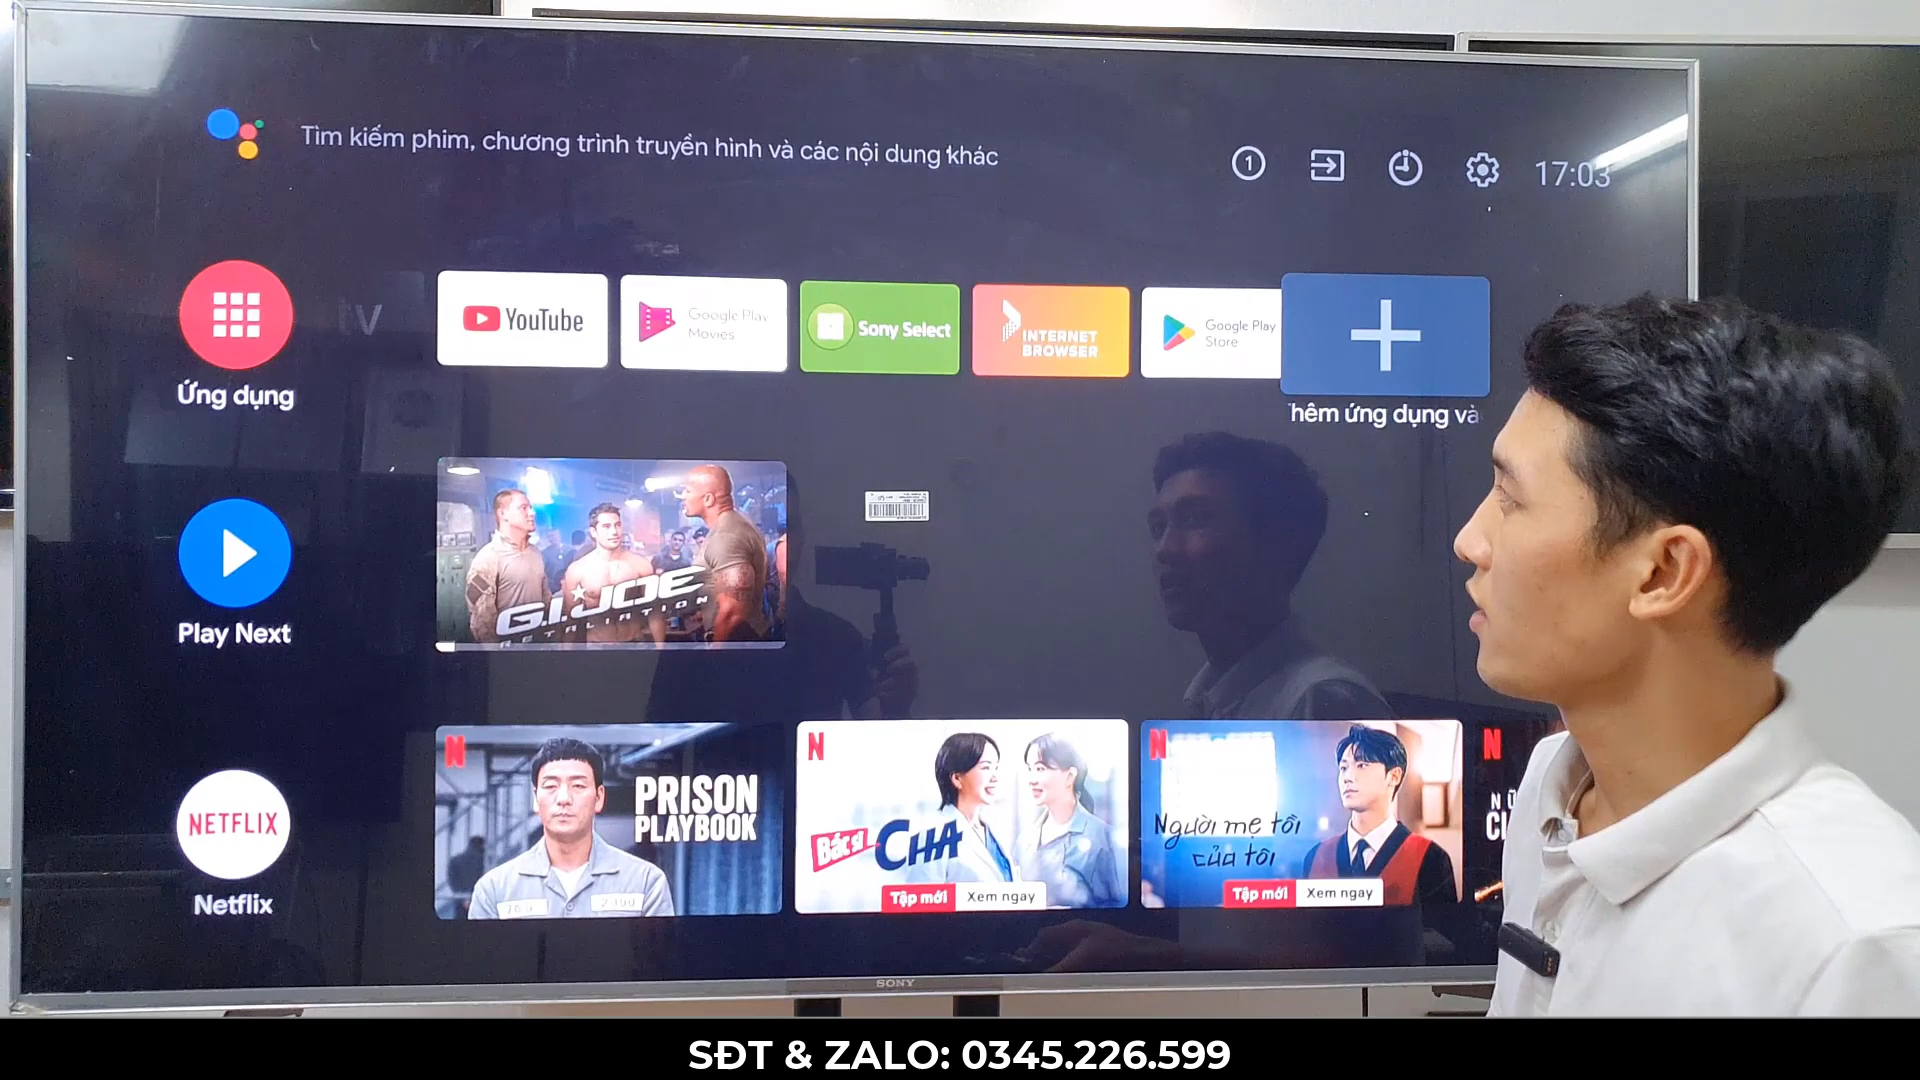 Tìm kiếm phim, chương trình truyền hình và các nội dung khác
1
17:03
tv
YouTube
Google Play
Movies
Sony Select
INTERNET
BROWSER
Google Play
Store
Ứng dụng
hêm ứng dụng và
G.I.JOE
RETALIATION
Play Next
N
PRISON
PLAYBOOK
N
Bác sĩ
CHA
Tập mới Xem ngay
N
Người mẹ tồi
của tôi
Tập mới Xem ngay
N
NETFLIX
Netflix
SONY
SĐT & ZALO: 0345.226.599